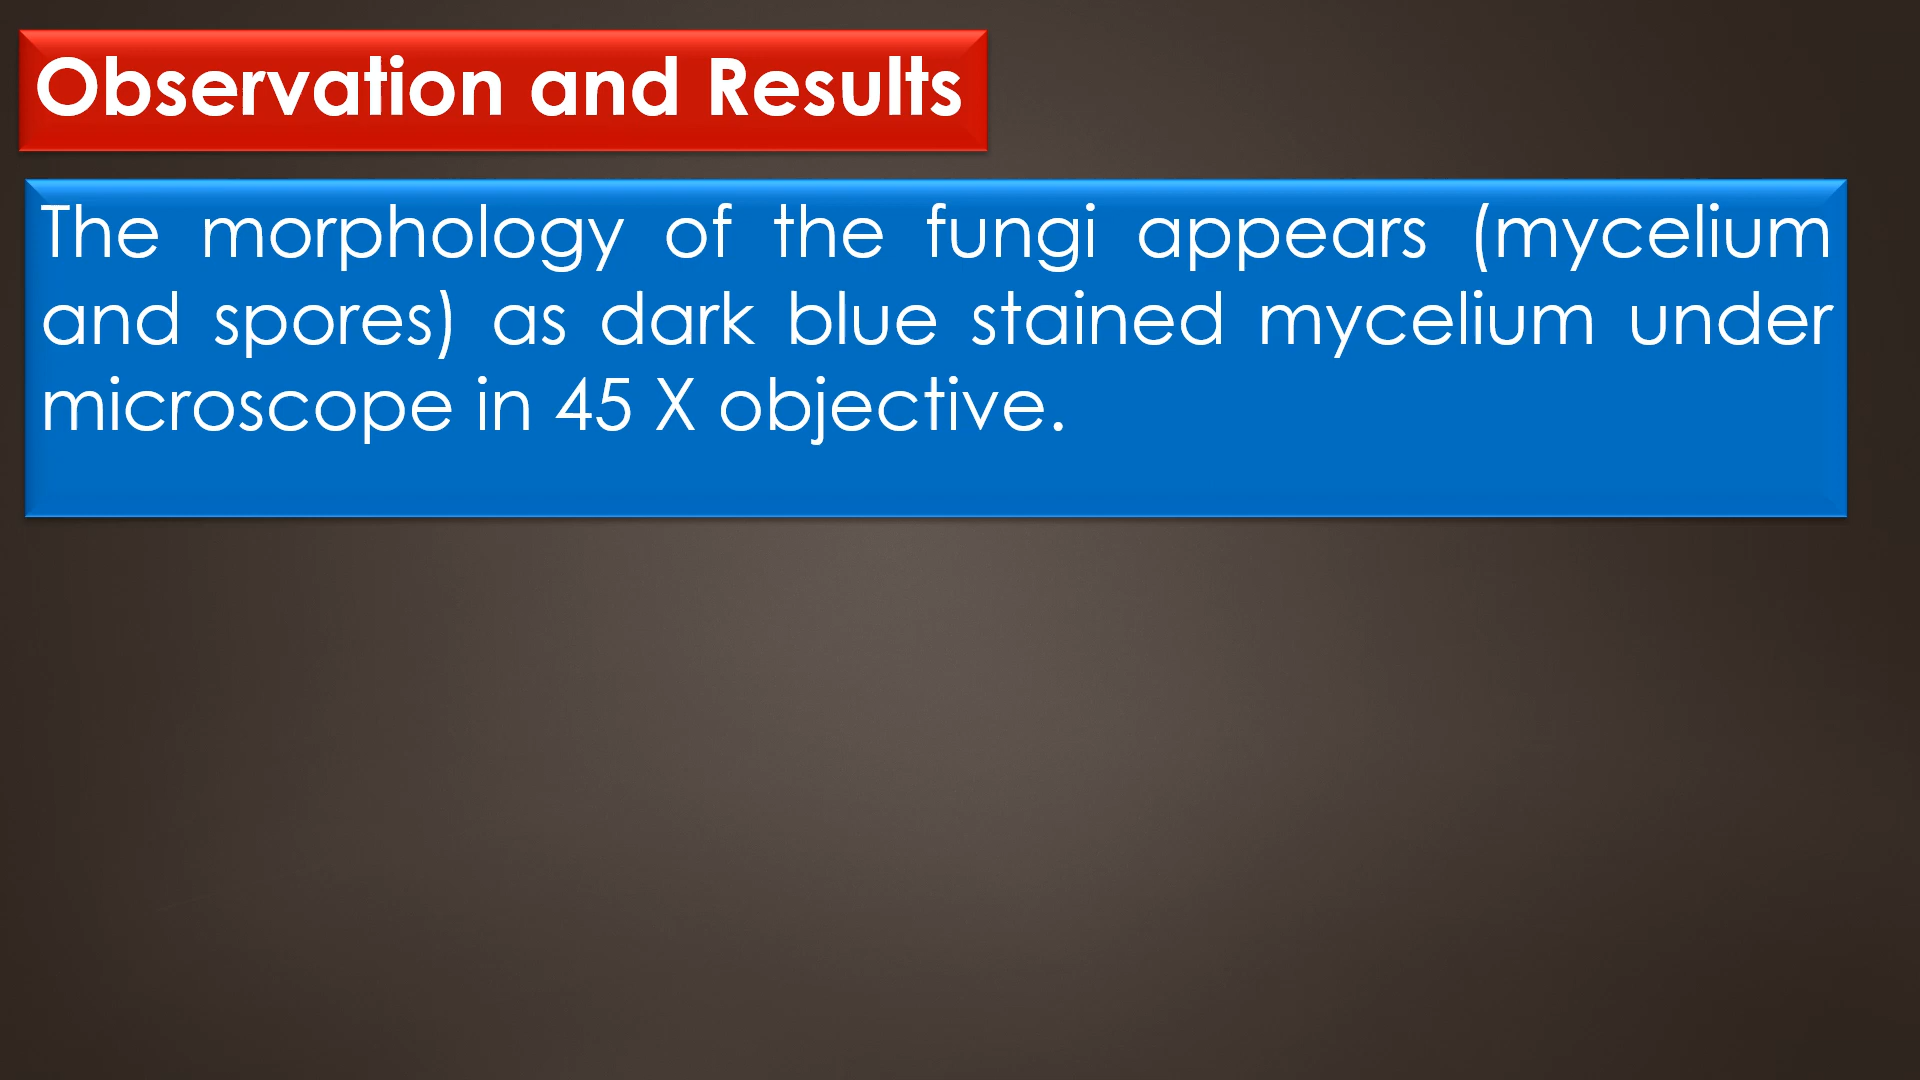 Observation and Results
The morphology of the fungi appears (mycelium
and spores) as dark blue stained mycelium under
microscope in 45 X objective.